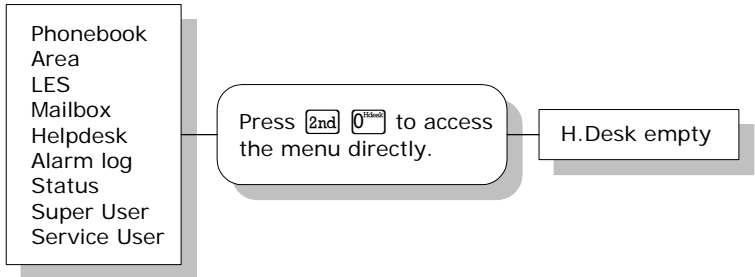 Phonebook
Area
LES
Mailbox
Helpdesk
Alarm log
Status
Super User
Service User
Press 2nd 0Hdesk to access
the menu directly.
H.Desk empty